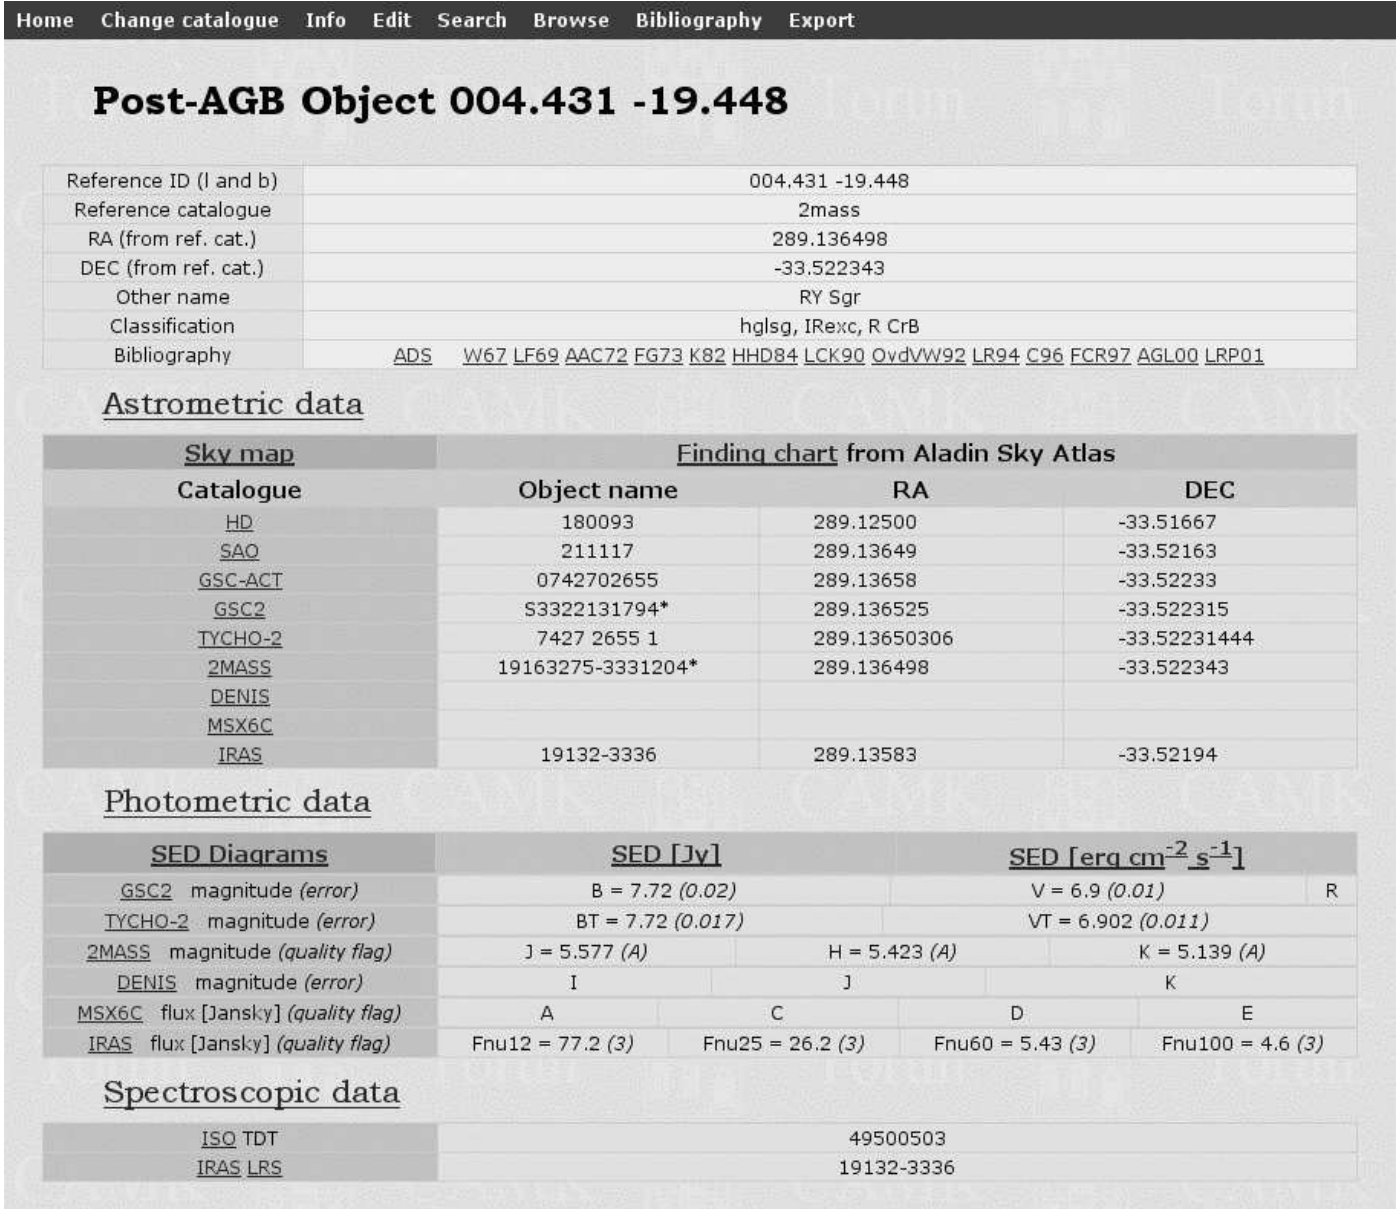 Home Change catalogue Info Edit Search Browse Bibliography Export
Post-AGB Object 004.431 -19.448
Reference ID (l and b) 004.431 -19.448
Reference catalogue 2mass
RA (from ref. cat.) 289.136498
DEC (from ref. cat.) -33.522343
Other name RY Sgr
Classification hglsg, IRexc, R CrB
Bibliography ADS W67 LF69 AAC72 FG73 K82 HHD84 LCK90 OvdVW92 LR94 C96 FCR97 AGL00 LRP01
Astrometric data
Sky map Finding chart from Aladin Sky Atlas
Catalogue Object name RA DEC
HD 180093 289.12500 -33.51667
SAO 211117 289.13649 -33.52163
GSC-ACT 0742702655 289.13658 -33.52233
GSC2 S3322131794* 289.136525 -33.522315
TYCHO-2 7427 2655 1 289.13650306 -33.52231444
2MASS 19163275-3331204* 289.136498 -33.522343
DENIS
MSX6C
IRAS 19132-3336 289.13583 -33.52194
Photometric data
SED Diagrams SED [Jy] SED [erg cm-2 s-1]
GSC2 magnitude (error) B = 7.72 (0.02) V = 6.9 (0.01) R
TYCHO-2 magnitude (error) BT = 7.72 (0.017) VT = 6.902 (0.011)
2MASS magnitude (quality flag) J = 5.577 (A) H = 5.423 (A) K = 5.139 (A)
DENIS magnitude (error) I J K
MSX6C flux [Jansky] (quality flag) A C D E
IRAS flux [Jansky] (quality flag) Fnu12 = 77.2 (3) Fnu25 = 26.2 (3) Fnu60 = 5.43 (3) Fnu100 = 4.6 (3)
Spectroscopic data
ISO TDT 49500503
IRAS LRS 19132-3336